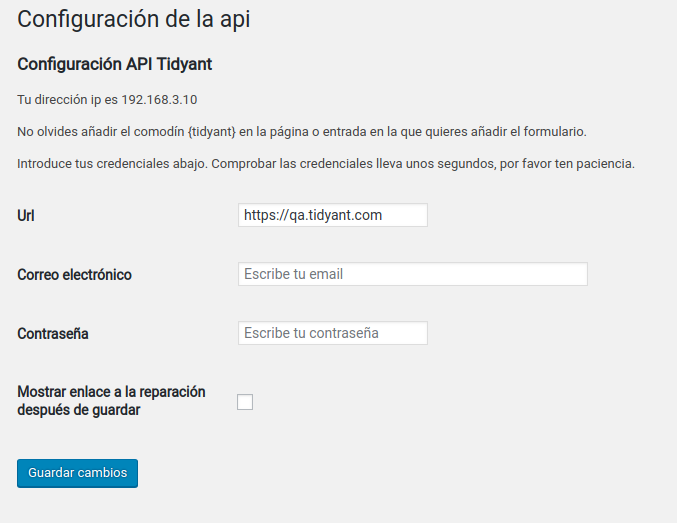 Configuración de la api
Configuración API Tidyant
Tu dirección ip es 192.168.3.10
No olvides añadir el comodín {tidyant} en la página o entrada en la que quieres añadir el formulario.
Introduce tus credenciales abajo. Comprobar las credenciales lleva unos segundos, por favor ten paciencia.
Url
https://qa.tidyant.com
Correo electrónico
Escribe tu email
Contraseña
Escribe tu contraseña
Mostrar enlace a la reparación
después de guardar
Guardar cambios